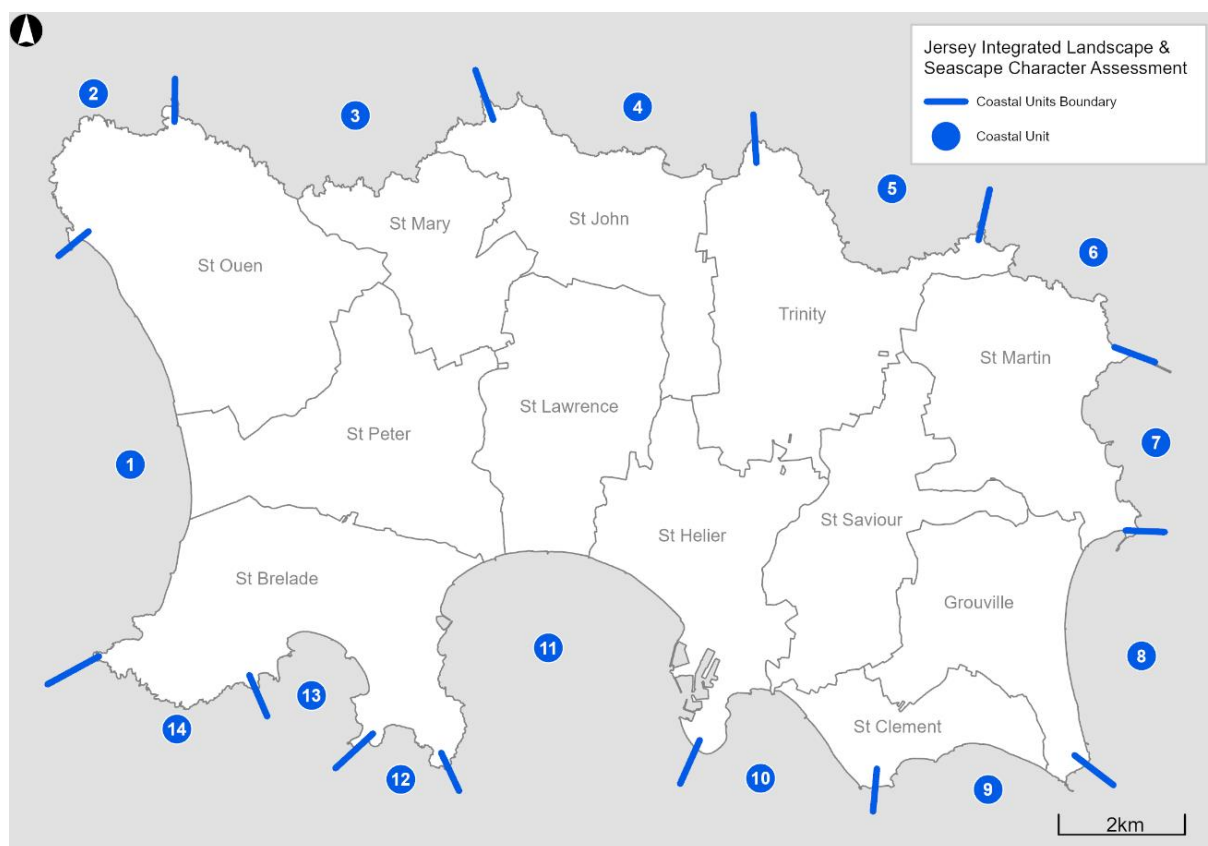 Jersey Integrated Landscape &
Seascape Character Assessment
Coastal Units Boundary
Coastal Unit
2
3
4
5
6
St Mary
St John
St Ouen
Trinity
St Martin
St Lawrence
St Peter
7
1
St Saviour
St Helier
St Brelade
Grouville
11
8
13
14
St Clement
12
10
9
2km